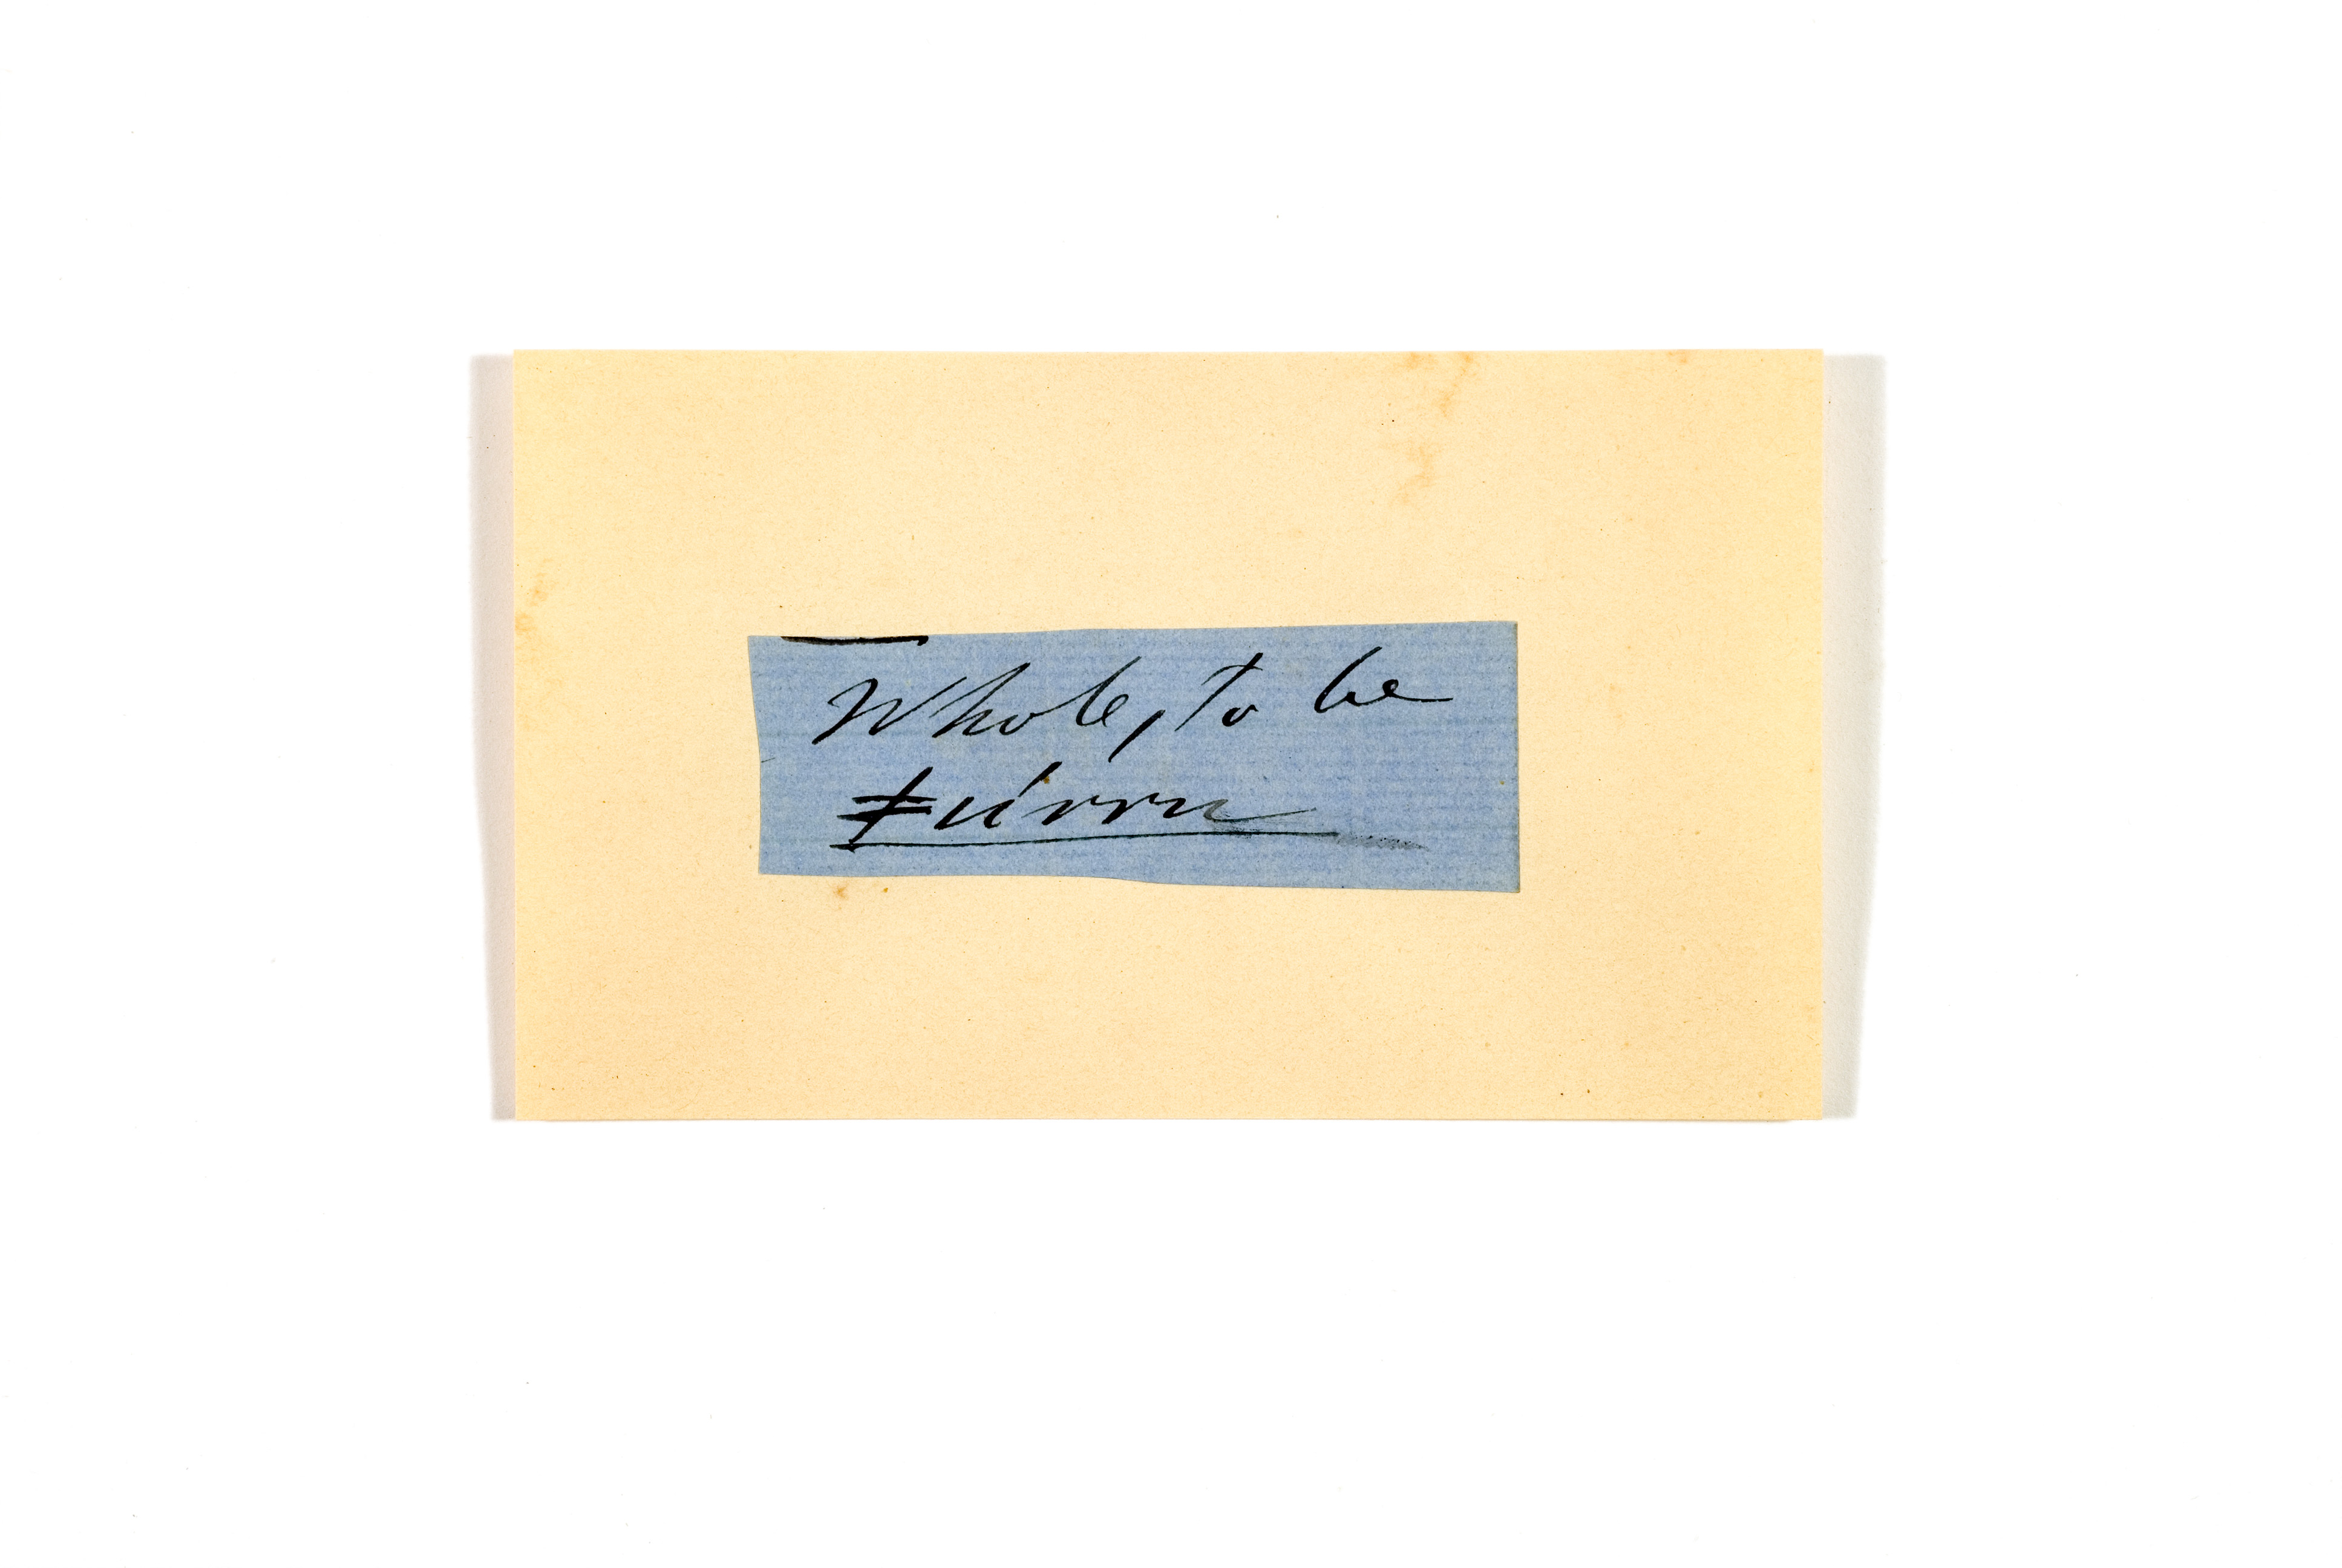 Whole, to be